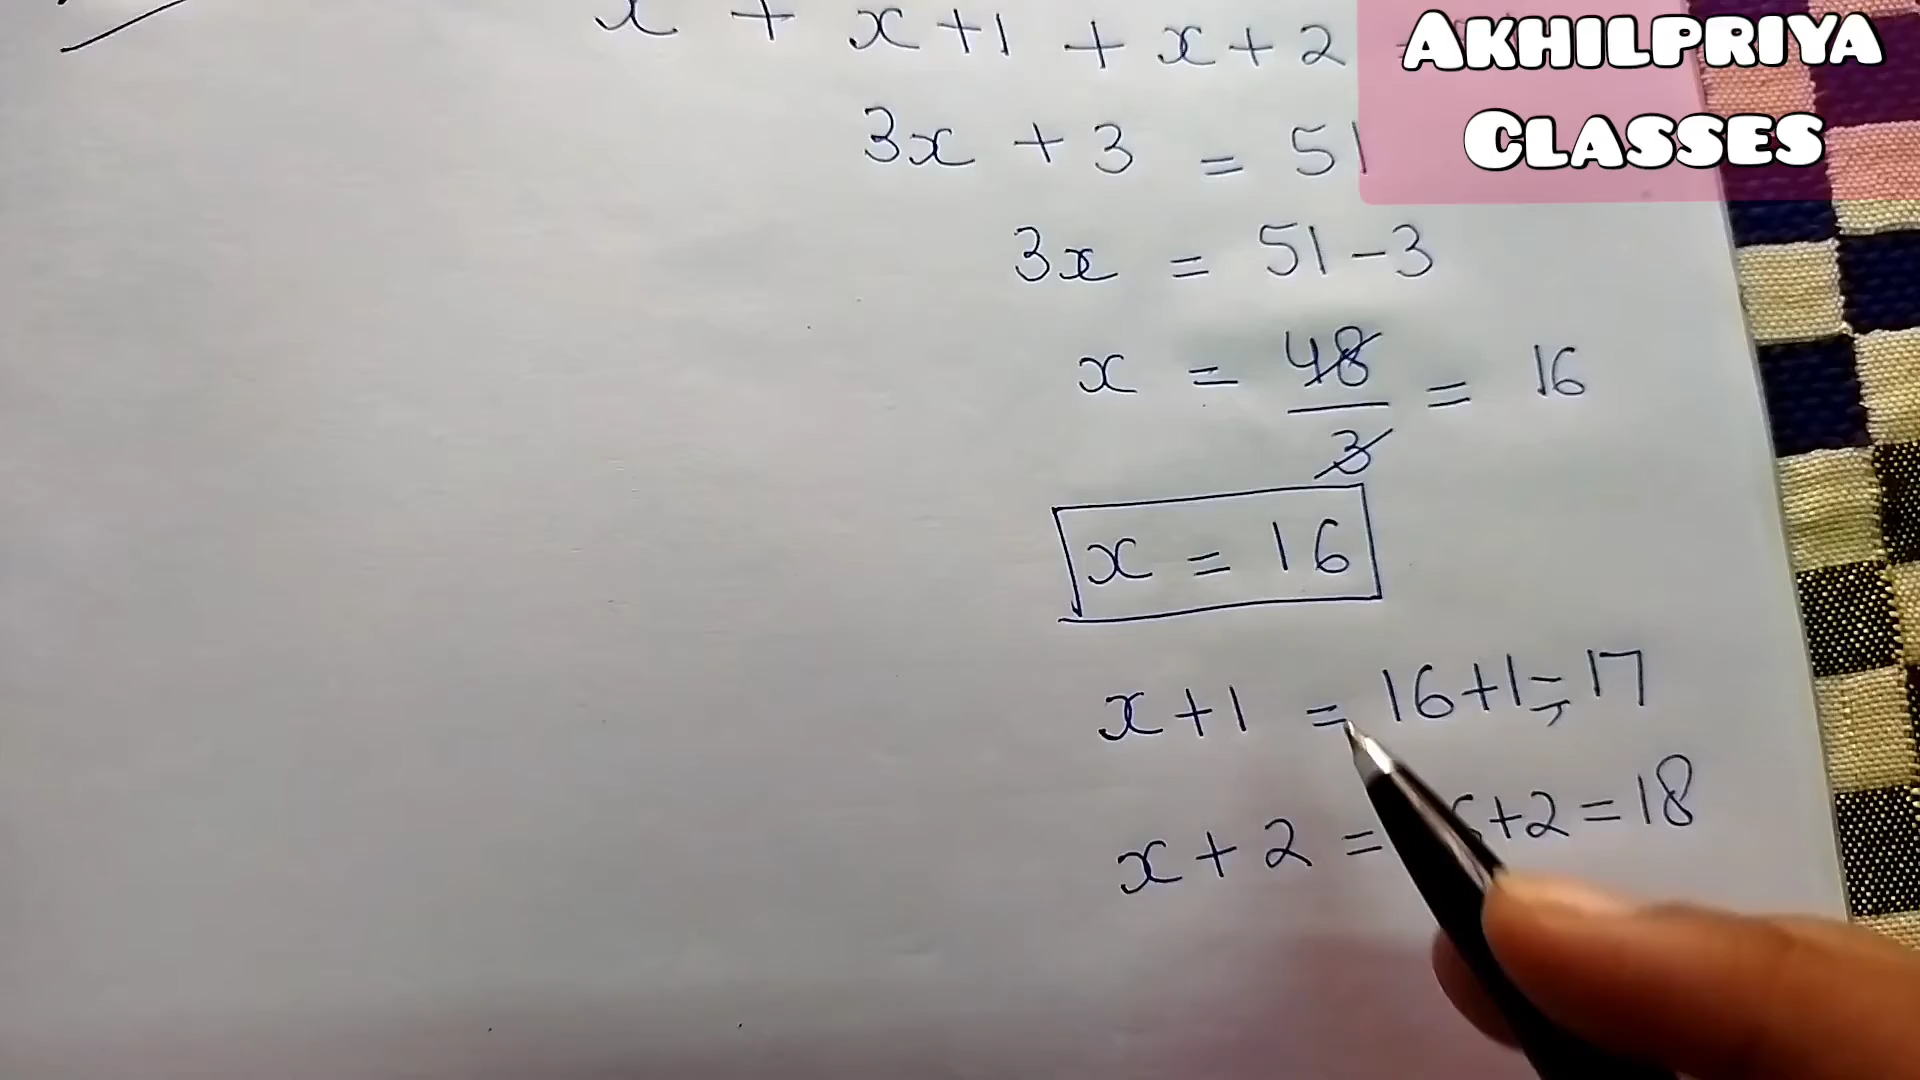 AKHILPRIYA
CLASSES
x + x+1 + x+2
3x + 3 = 51
3x = 51-3
x = 48/3 = 16
x = 16
x+1 = 16+1 = 17
x+2 = 6+2 = 18